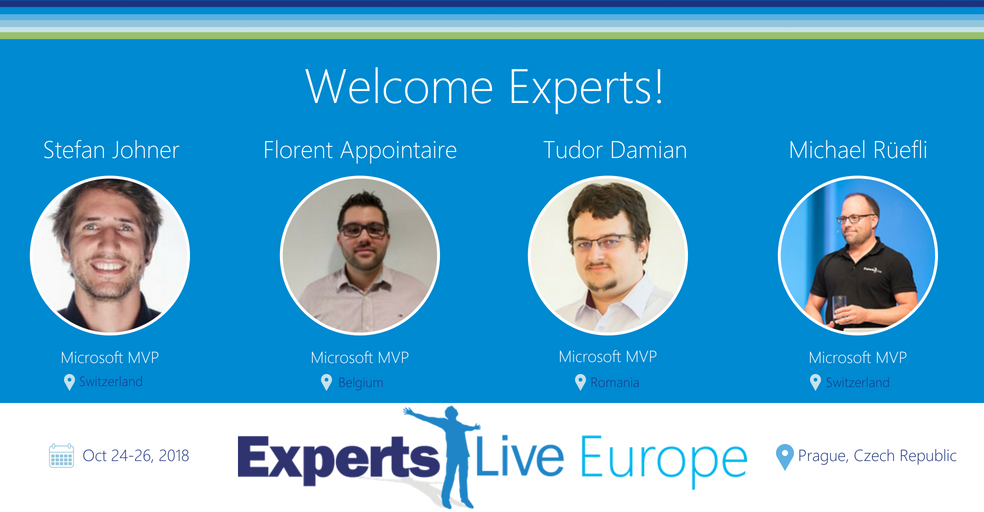 Welcome Experts!
Stefan Johner
Florent Appointaire
Tudor Damian
Michael Rüefli
Microsoft MVP
Switzerland
Microsoft MVP
Belgium
Microsoft MVP
Romania
Microsoft MVP
Switzerland
Oct 24-26, 2018
Experts Live Europe
Prague, Czech Republic